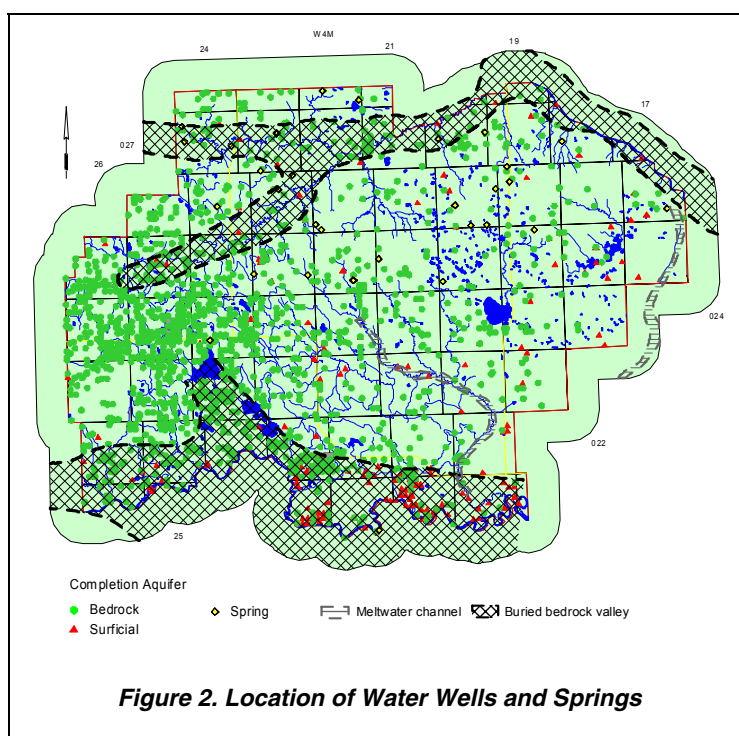 W4M
24
21
19
17
027
26
024
022
25
Completion Aquifer
Bedrock
Spring
Meltwater channel
Buried bedrock valley
Surficial
Figure 2. Location of Water Wells and Springs